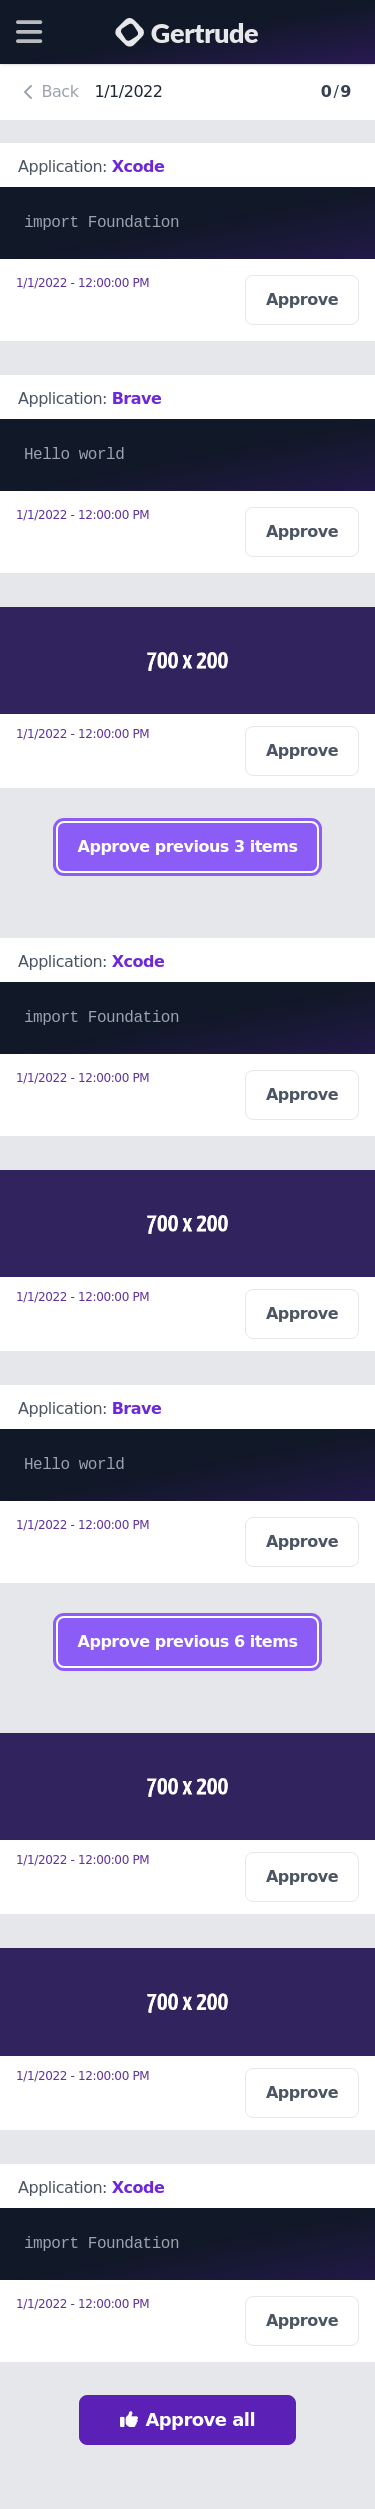 Gertrude
Back 1/1/2022 0/9
Application: Xcode
import Foundation
1/1/2022 - 12:00:00 PM
Approve
Application: Brave
Hello world
1/1/2022 - 12:00:00 PM
Approve
700 x 200
1/1/2022 - 12:00:00 PM
Approve
Approve previous 3 items
Application: Xcode
import Foundation
1/1/2022 - 12:00:00 PM
Approve
700 x 200
1/1/2022 - 12:00:00 PM
Approve
Application: Brave
Hello world
1/1/2022 - 12:00:00 PM
Approve
Approve previous 6 items
700 x 200
1/1/2022 - 12:00:00 PM
Approve
700 x 200
1/1/2022 - 12:00:00 PM
Approve
Application: Xcode
import Foundation
1/1/2022 - 12:00:00 PM
Approve
Approve all